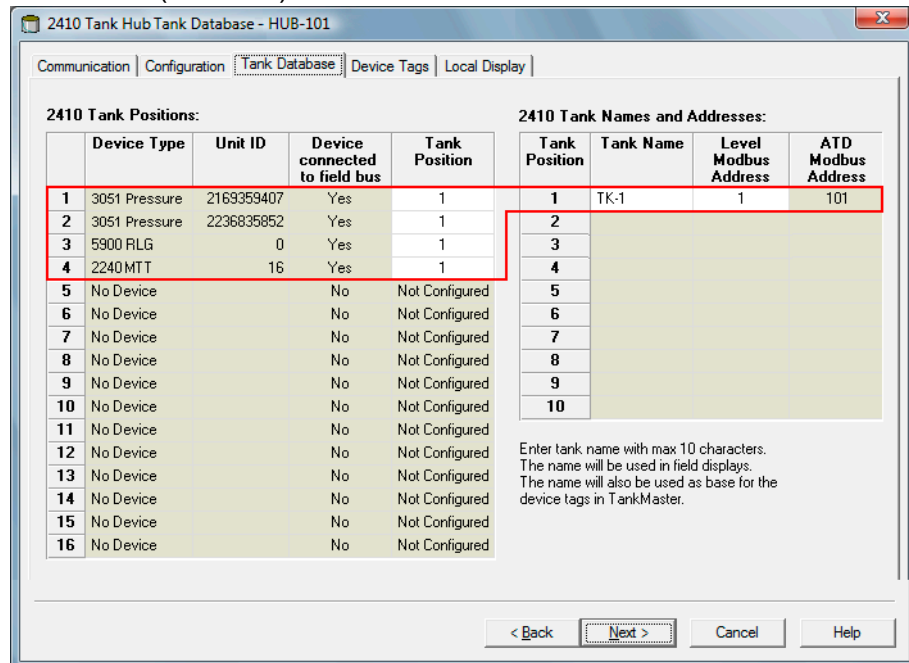 2410 Tank Hub Tank Database - HUB-101
Communication Configuration Tank Database Device Tags Local Display
2410 Tank Positions:
Device Type Unit ID Device connected to field bus Tank Position
1 3051 Pressure 2169359407 Yes 1
2 3051 Pressure 2236835852 Yes 1
3 5900 RLG 0 Yes 1
4 2240 MTT 16 Yes 1
5 No Device No Not Configured
6 No Device No Not Configured
7 No Device No Not Configured
8 No Device No Not Configured
9 No Device No Not Configured
10 No Device No Not Configured
11 No Device No Not Configured
12 No Device No Not Configured
13 No Device No Not Configured
14 No Device No Not Configured
15 No Device No Not Configured
16 No Device No Not Configured
2410 Tank Names and Addresses:
Tank Position Tank Name Level Modbus Address ATD Modbus Address
1 TK-1 1 101
2
3
4
5
6
7
8
9
10
Enter tank name with max 10 characters.
The name will be used in field displays.
The name will also be used as base for the
device tags in TankMaster.
< Back Next > Cancel Help